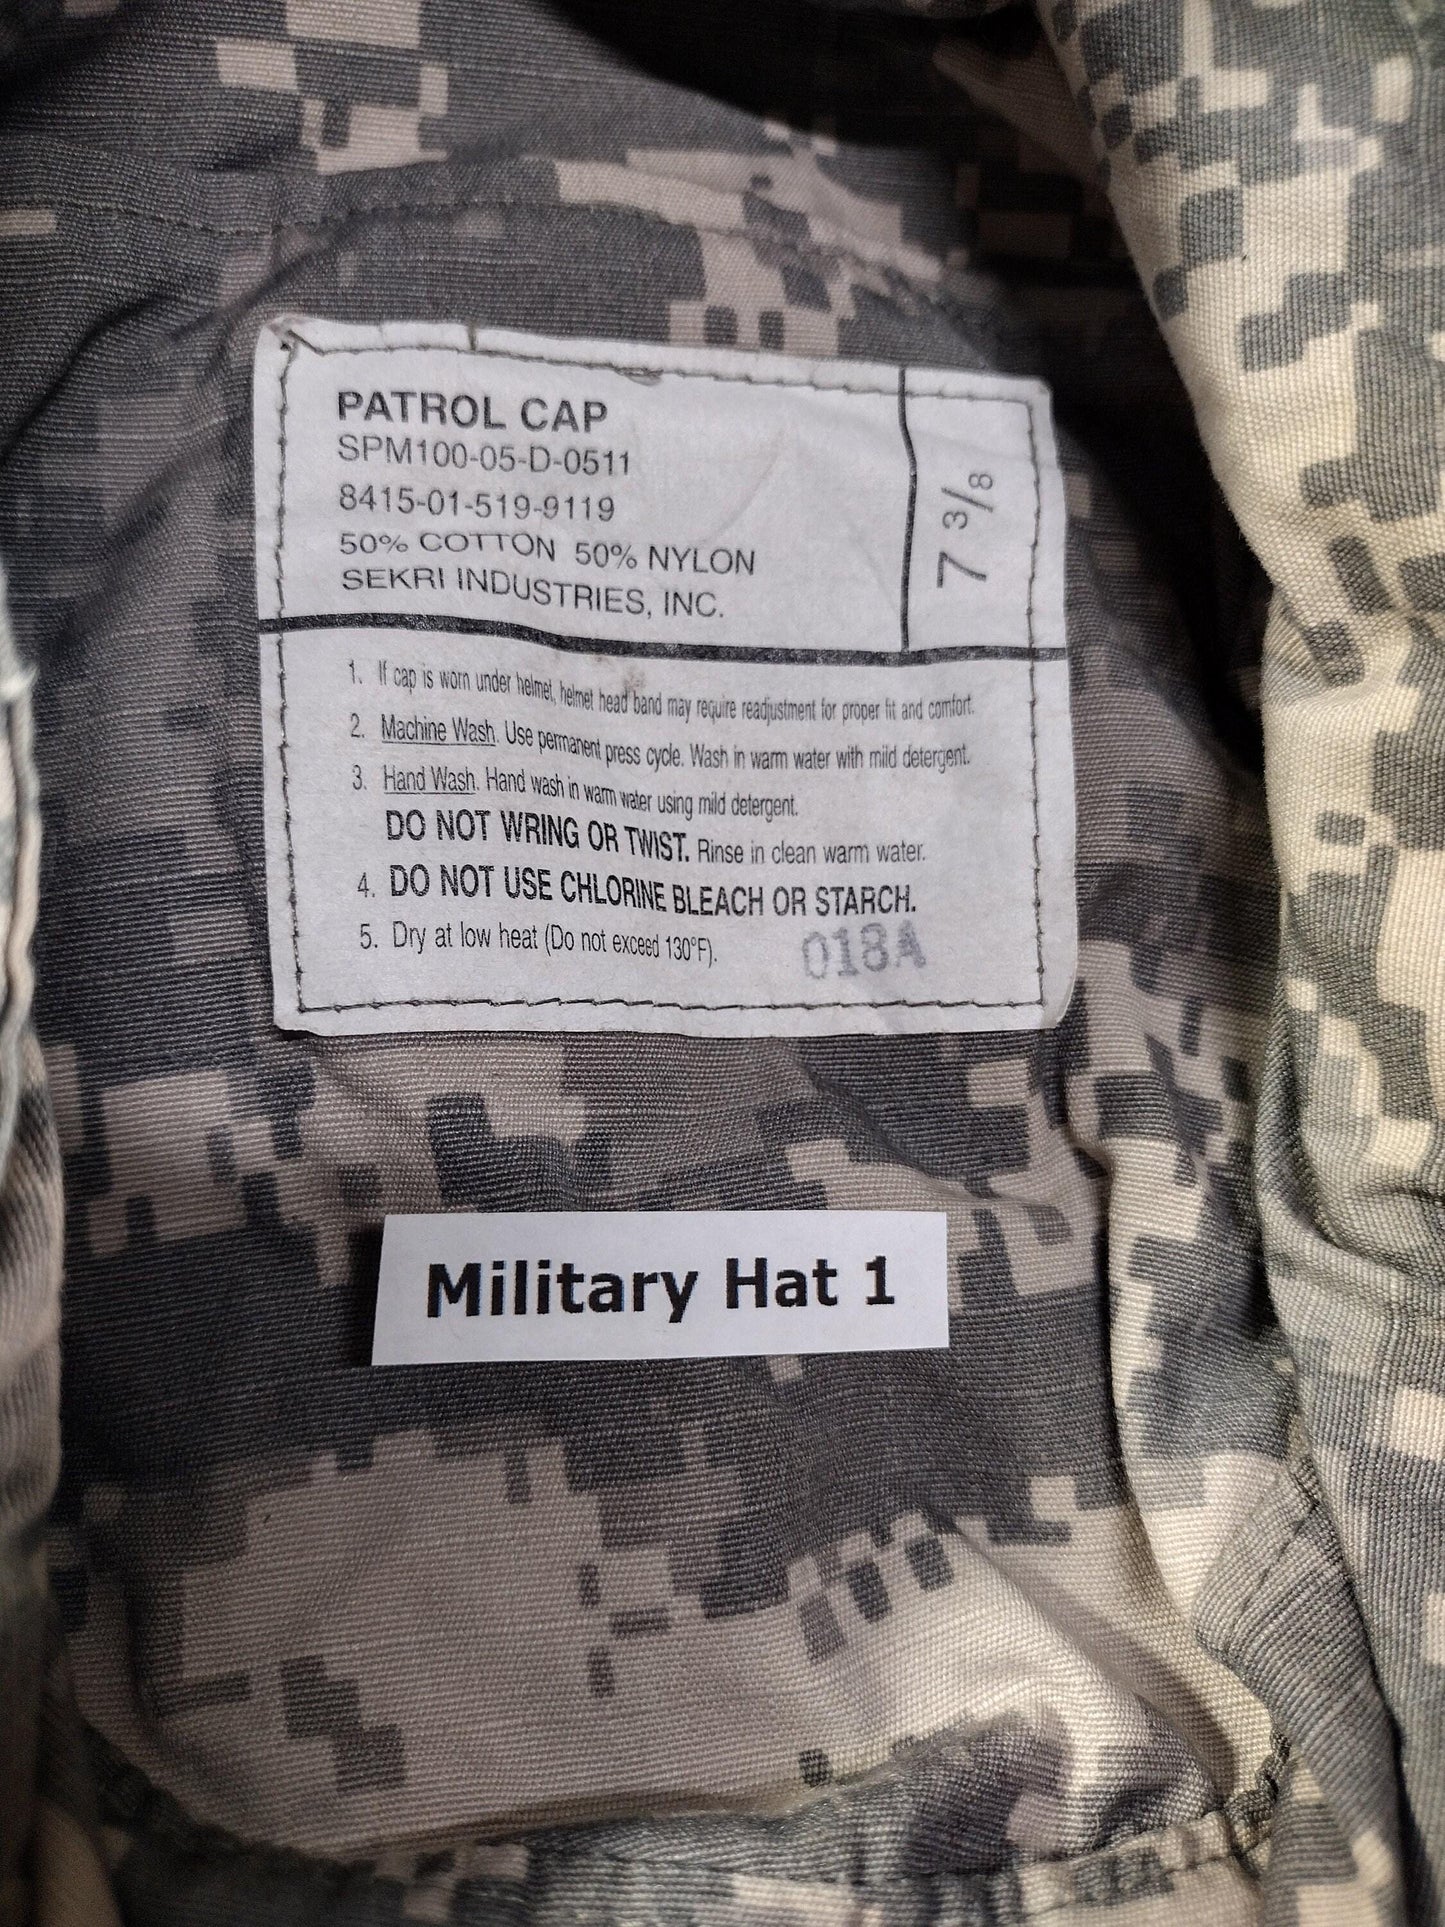 PATROL CAP
SPM100-05-D-0511
8415-01-519-9119
50% COTTON 50% NYLON
SEKRI INDUSTRIES, INC.
7 3/8
1. If cap is worn under helmet, helmet head band may require readjustment for proper fit and comfort.
2. Machine Wash. Use permanent press cycle. Wash in warm water with mild detergent.
3. Hand Wash. Hand wash in warm water using mild detergent.
DO NOT WRING OR TWIST. Rinse in clean warm water.
4. DO NOT USE CHLORINE BLEACH OR STARCH.
5. Dry at low heat (Do not exceed 130°F).
018A
Military Hat 1